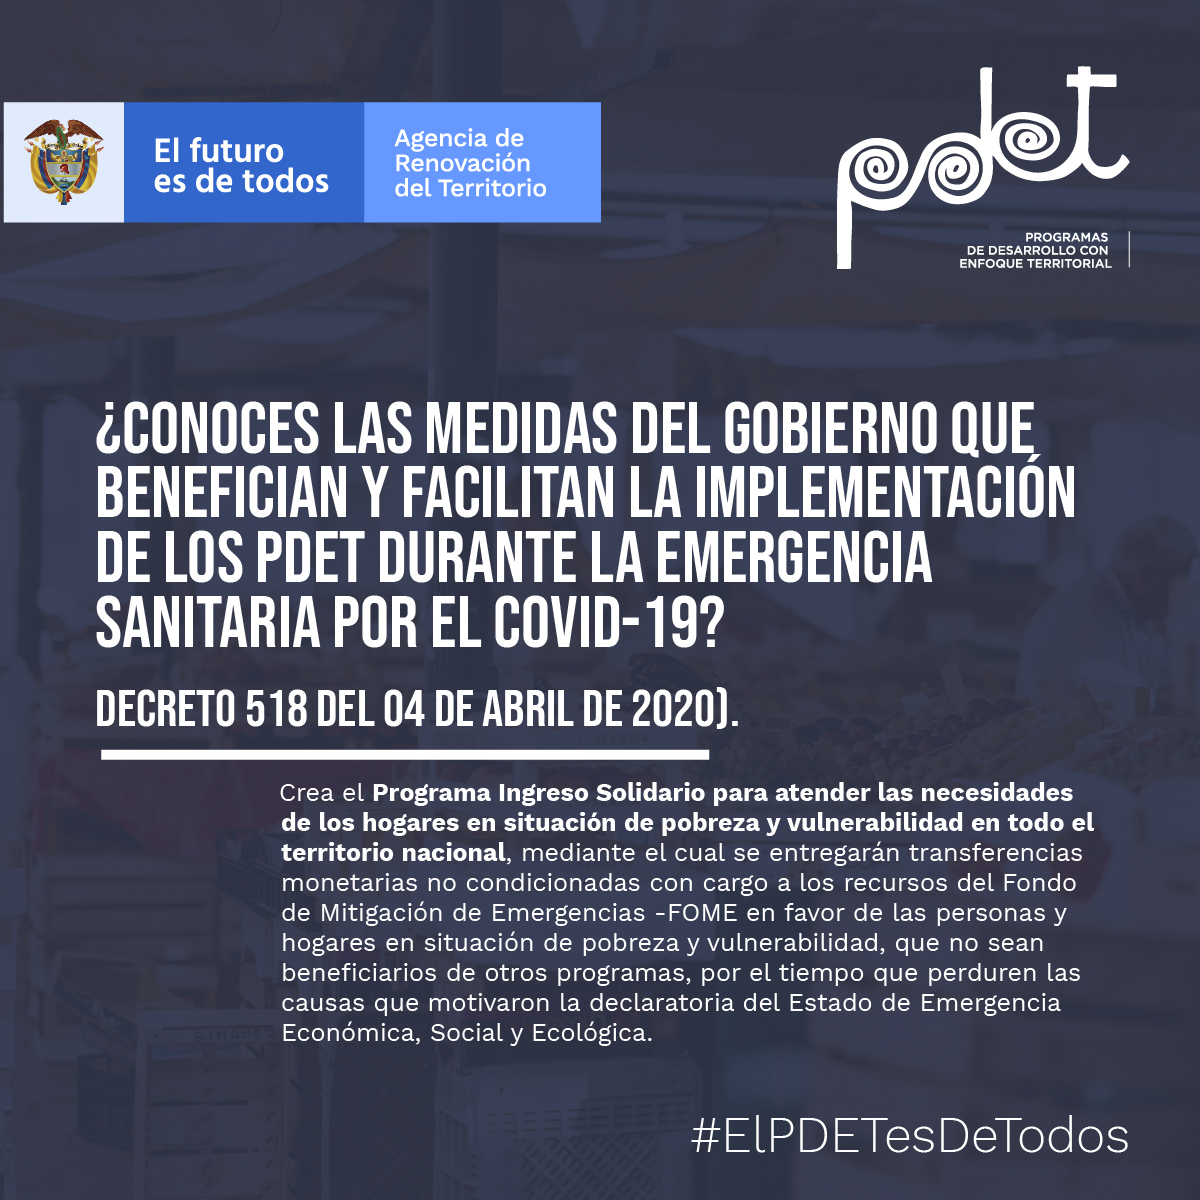 El futuro
es de todos
Agencia de
Renovación
del Territorio
pdet
PROGRAMAS
DE DESARROLLO CON
ENFOQUE TERRITORIAL
¿CONOCES LAS MEDIDAS DEL GOBIERNO QUE
BENEFICIAN Y FACILITAN LA IMPLEMENTACIÓN
DE LOS PDET DURANTE LA EMERGENCIA
SANITARIA POR EL COVID-19?
DECRETO 518 DEL 04 DE ABRIL DE 2020).
Crea el Programa Ingreso Solidario para atender las necesidades
de los hogares en situación de pobreza y vulnerabilidad en todo el
territorio nacional, mediante el cual se entregarán transferencias
monetarias no condicionadas con cargo a los recursos del Fondo
de Mitigación de Emergencias -FOME en favor de las personas y
hogares en situación de pobreza y vulnerabilidad, que no sean
beneficiarios de otros programas, por el tiempo que perduren las
causas que motivaron la declaratoria del Estado de Emergencia
Económica, Social y Ecológica.
#ElPDETesDeTodos